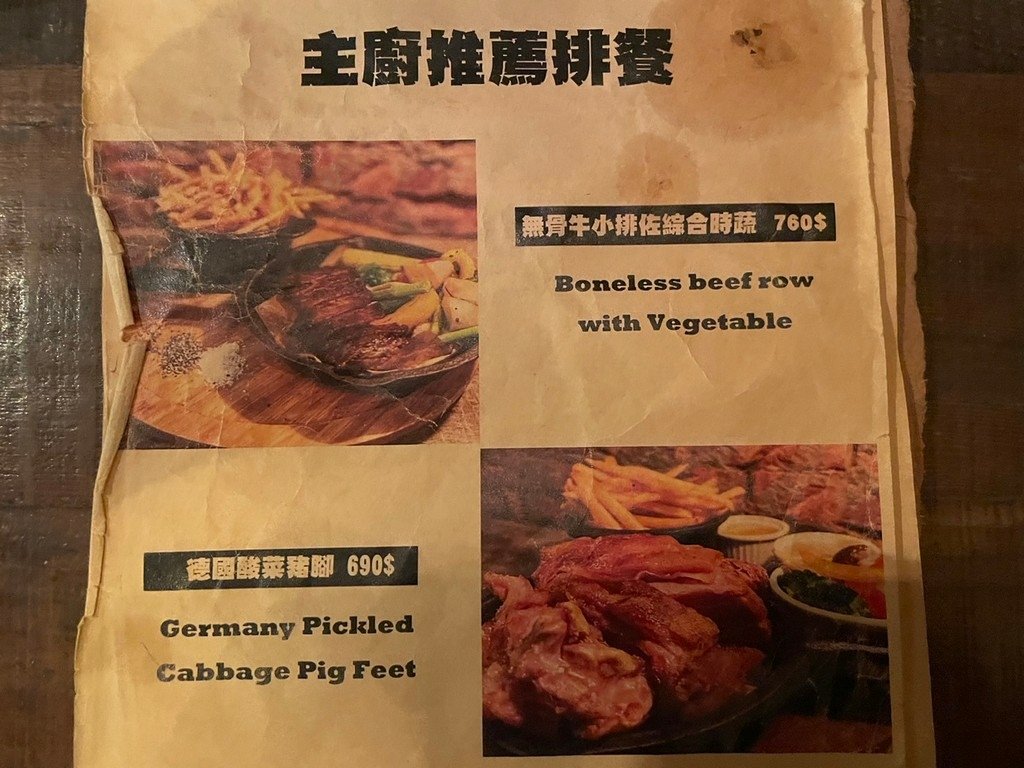 主廚推薦排餐
無骨牛小排佐綜合時蔬 760$
Boneless beef row
with Vegetable
德國酸菜豬腳 690$
Germany Pickled
Cabbage Pig Feet